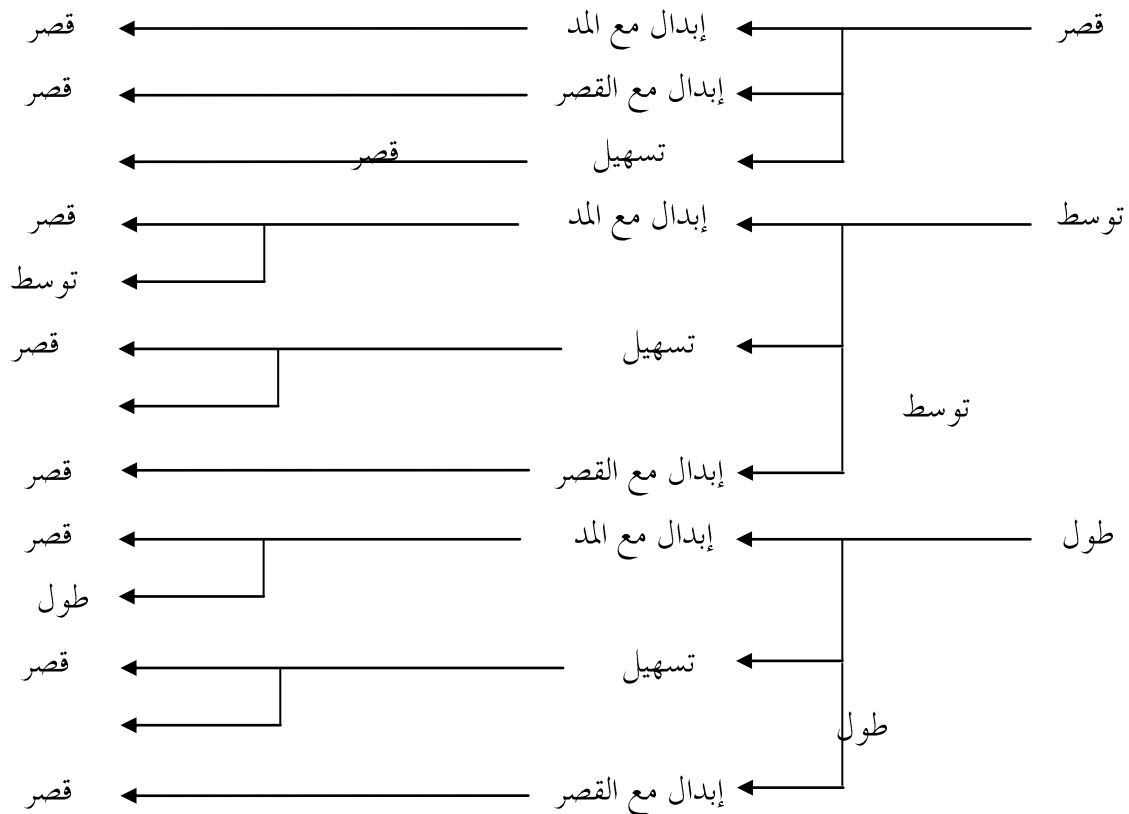 قصر إبدال مع المد قصر
إبدال مع القصر قصر
تسهيل قصر
توسط إبدال مع المد قصر
توسط
تسهيل قصر
توسط
إبدال مع القصر قصر
طول إبدال مع المد قصر
طول
تسهيل قصر
طول
إبدال مع القصر قصر